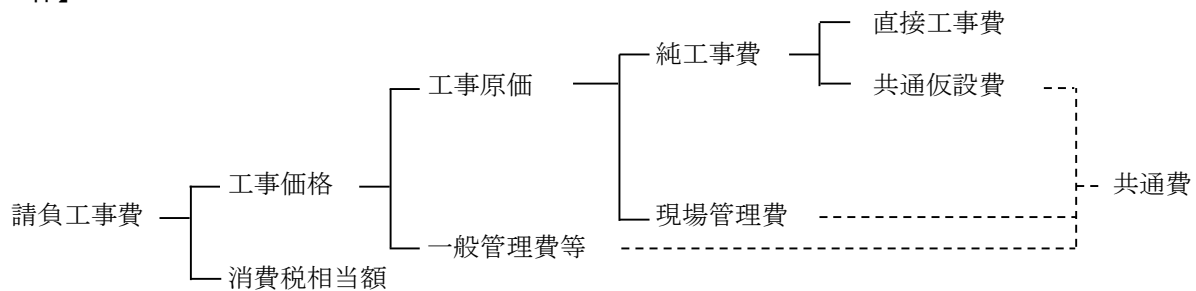 直接工事費
純工事費
工事原価
共通仮設費
工事価格
共通費
請負工事費
現場管理費
一般管理費等
消費税相当額